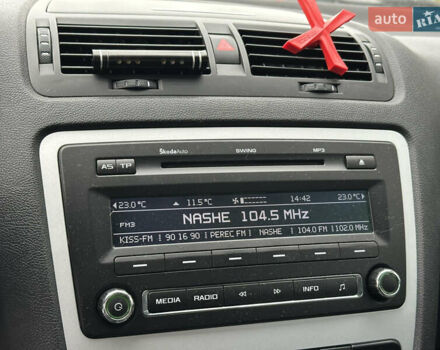 auto RIA
ŠkodaAuto SWING MP3
AS TP
23.0°C 11.5°C 14:42 23.0°C
FM3 NASHE 104.5 MHz
KISS-FM | 90 16 90 | PEREC FM | NASHE | 104.0 FM | 102.0 MHz
MEDIA RADIO INFO